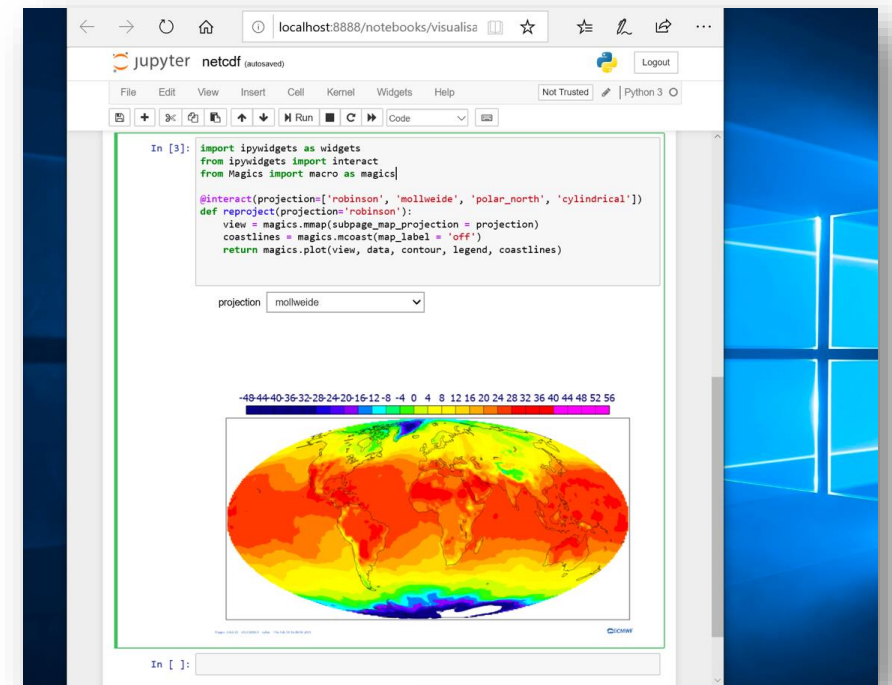 localhost:8888/notebooks/visualisa
jupyter netcdf (autosaved)
Logout
File Edit View Insert Cell Kernel Widgets Help Not Trusted Python 3
Run Code
In [3]: import ipywidgets as widgets
from ipywidgets import interact
from Magics import macro as magics
@interact(projection=['robinson', 'mollweide', 'polar_north', 'cylindrical'])
def reproject(projection='robinson'):
view = magics.mmap(subpage_map_projection = projection)
coastlines = magics.mcoast(map_label = 'off')
return magics.plot(view, data, contour, legend, coastlines)
projection mollweide
-48-44-40-36-32-28-24-20-16-12 -8 -4 0 4 8 12 16 20 24 28 32 36 40 44 48 52 56
ECMWF
In [ ]: